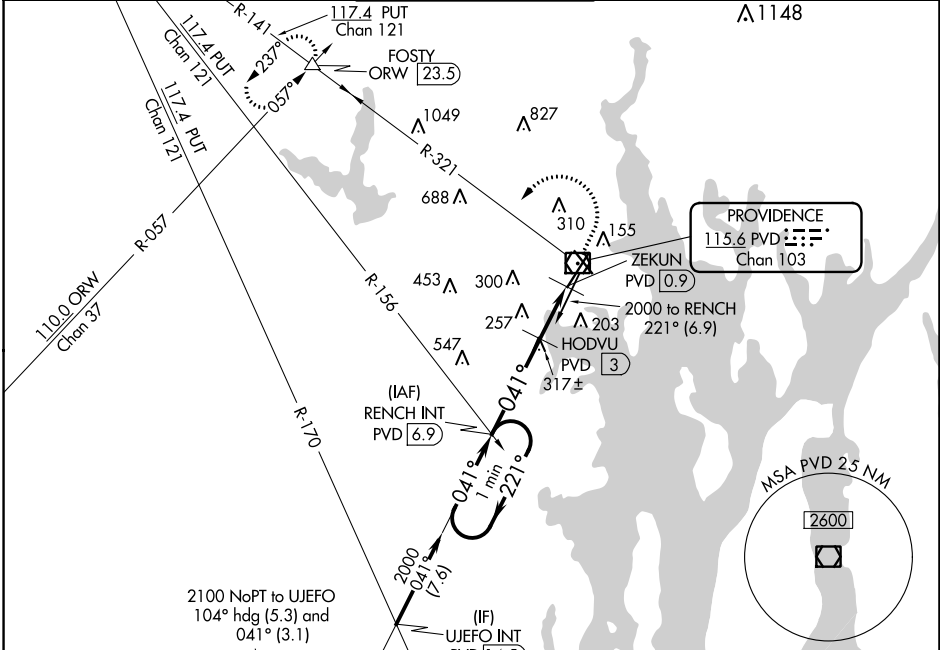 R-141
117.4 PUT
Chan 121
117.4 PUT
Chan 121
237°
057°
FOSTY
ORW 23.5
1148
117.4 PUT
Chan 121
1049
827
R-321
688
310
155
PROVIDENCE
115.6 PVD
Chan 103
R-057
ZEKUN
PVD 0.9
453
300
R-156
110.0 ORW
Chan 37
257
203
2000 to RENCH
221° (6.9)
HODVU
PVD 3
547
317±
041°
(IAF)
RENCH INT
PVD 6.9
R-170
041°
1 min
221°
MSA PVD 25 NM
2600
2000
041°
(7.6)
2100 NoPT to UJEFO
104° hdg (5.3) and
041° (3.1)
(IF)
UJEFO INT